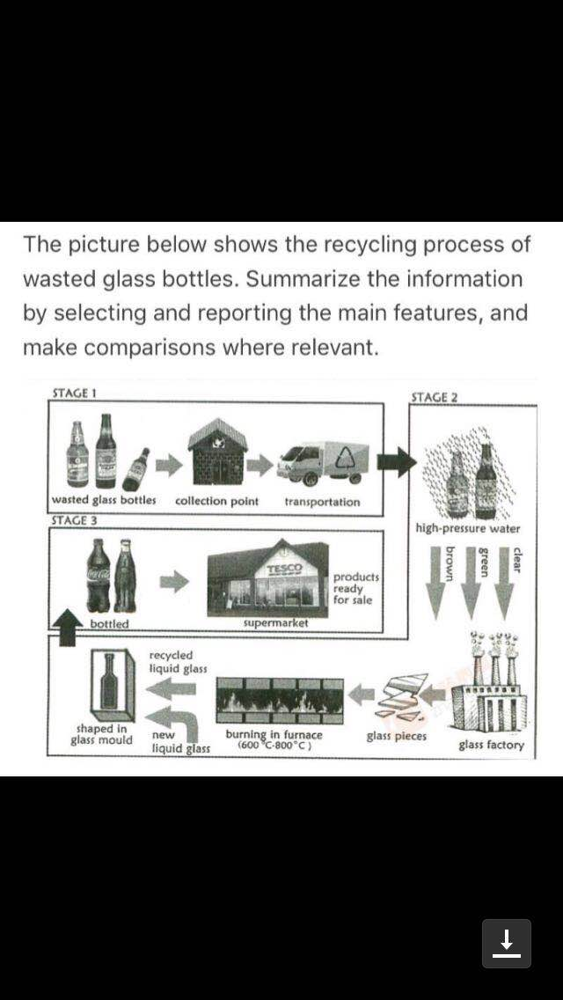 The picture below shows the recycling process of
wasted glass bottles. Summarize the information
by selecting and reporting the main features, and
make comparisons where relevant.
STAGE 1
wasted glass bottles
collection point
transportation
STAGE 2
high-pressure water
brown
green
clear
glass factory
glass pieces
burning in furnace
(600 °C-800°C)
recycled
liquid glass
new
liquid glass
shaped in
glass mould
STAGE 3
Coca-Cola
bottled
TESCO
supermarket
products
ready
for sale